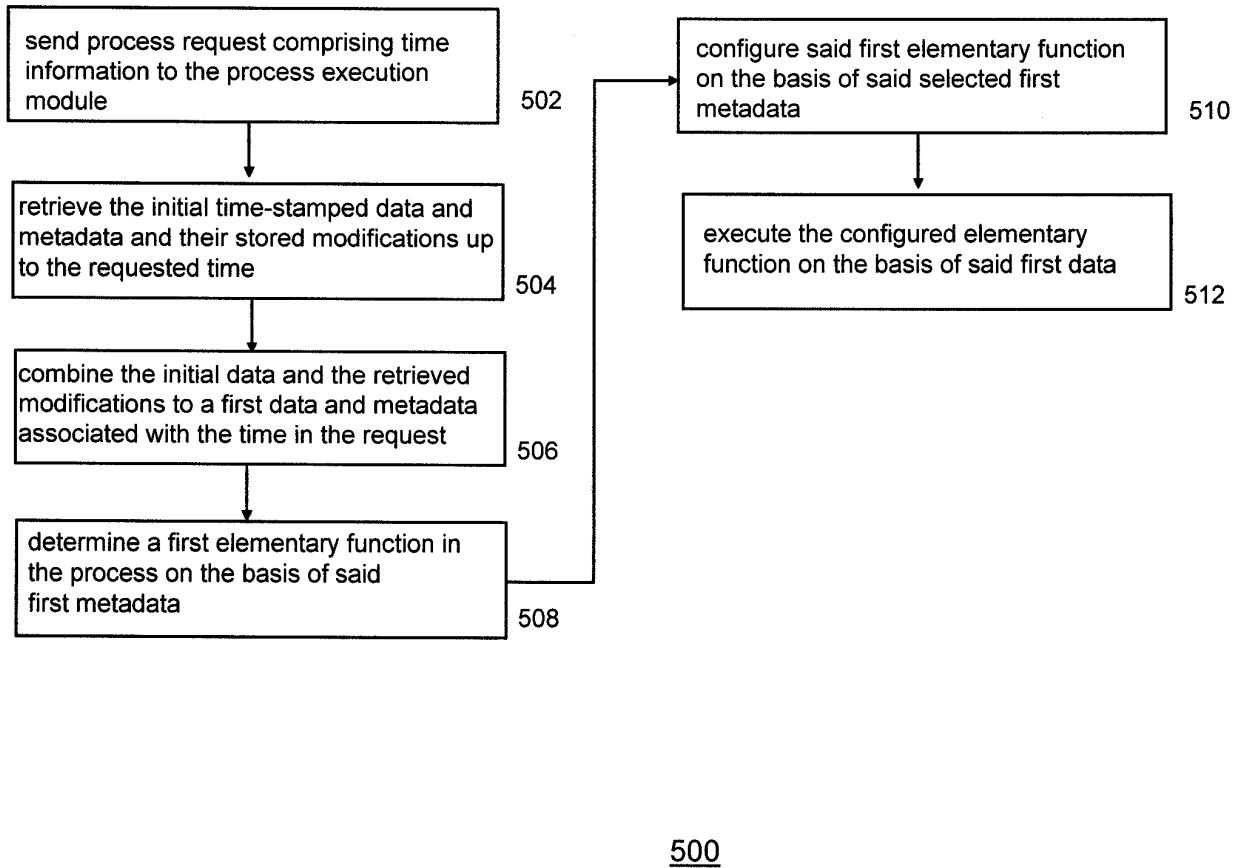 send process request comprising time
information to the process execution
module
502
retrieve the initial time-stamped data and
metadata and their stored modifications up
to the requested time
504
combine the initial data and the retrieved
modifications to a first data and metadata
associated with the time in the request
506
determine a first elementary function in
the process on the basis of said
first metadata
508
configure said first elementary function
on the basis of said selected first
metadata
510
execute the configured elementary
function on the basis of said first data
512
500